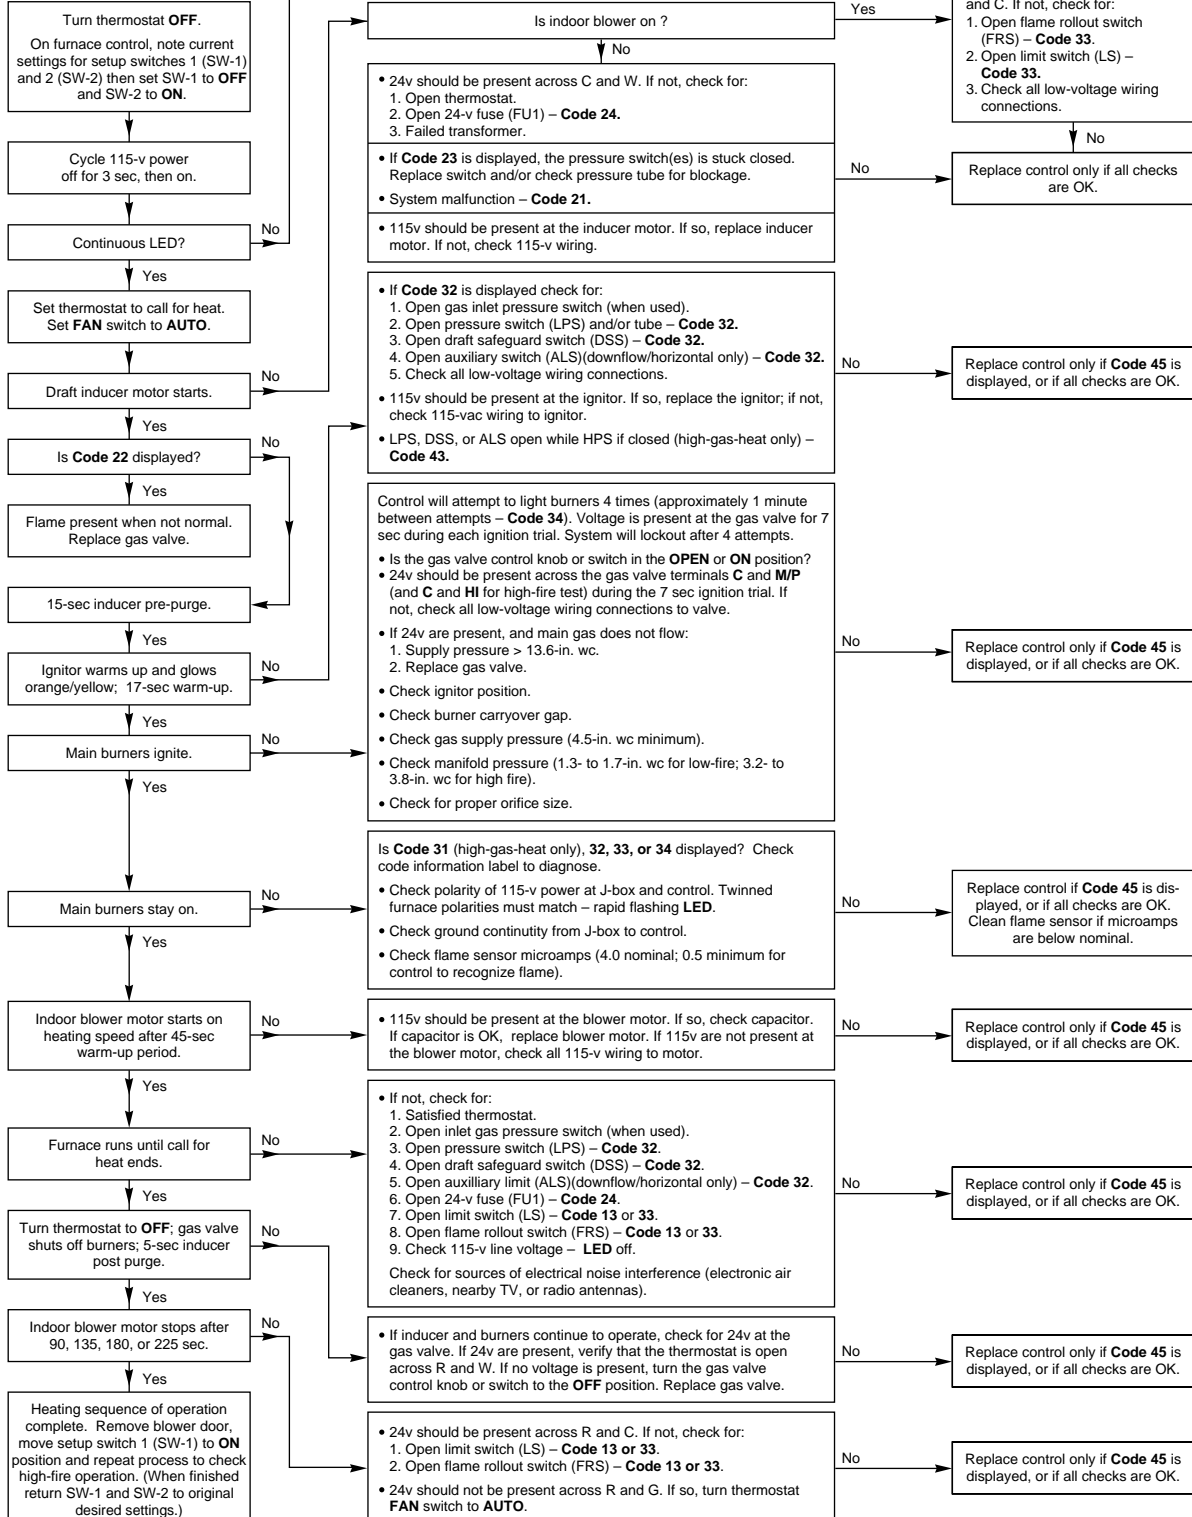 Turn thermostat OFF.
On furnace control, note current
settings for setup switches 1 (SW-1)
and 2 (SW-2) then set SW-1 to OFF
and SW-2 to ON.
Cycle 115-v power
off for 3 sec, then on.
Continuous LED?
No
Yes
Set thermostat to call for heat.
Set FAN switch to AUTO.
Draft inducer motor starts.
No
Yes
Is Code 22 displayed?
No
Yes
Flame present when not normal.
Replace gas valve.
15-sec inducer pre-purge.
Yes
Ignitor warms up and glows
orange/yellow; 17-sec warm-up.
No
Yes
Main burners ignite.
No
Yes
Main burners stay on.
No
Yes
Indoor blower motor starts on
heating speed after 45-sec
warm-up period.
No
Yes
Furnace runs until call for
heat ends.
No
Yes
Turn thermostat to OFF; gas valve
shuts off burners; 5-sec inducer
post purge.
No
Yes
Indoor blower motor stops after
90, 135, 180, or 225 sec.
No
Yes
Heating sequence of operation
complete. Remove blower door,
move setup switch 1 (SW-1) to ON
position and repeat process to check
high-fire operation. (When finished
return SW-1 and SW-2 to original
desired settings.)
Is indoor blower on ?
Yes
No
• 24v should be present across C and W. If not, check for:
1. Open thermostat.
2. Open 24-v fuse (FU1) – Code 24.
3. Failed transformer.
• If Code 23 is displayed, the pressure switch(es) is stuck closed.
Replace switch and/or check pressure tube for blockage.
• System malfunction – Code 21.
• 115v should be present at the inducer motor. If so, replace inducer
motor. If not, check 115-v wiring.
No
• If Code 32 is displayed check for:
1. Open gas inlet pressure switch (when used).
2. Open pressure switch (LPS) and/or tube – Code 32.
3. Open draft safeguard switch (DSS) – Code 32.
4. Open auxiliary switch (ALS)(downflow/horizontal only) – Code 32.
5. Check all low-voltage wiring connections.
• 115v should be present at the ignitor. If so, replace the ignitor; if not,
check 115-vac wiring to ignitor.
• LPS, DSS, or ALS open while HPS if closed (high-gas-heat only) –
Code 43.
No
Control will attempt to light burners 4 times (approximately 1 minute
between attempts – Code 34). Voltage is present at the gas valve for 7
sec during each ignition trial. System will lockout after 4 attempts.
• Is the gas valve control knob or switch in the OPEN or ON position?
• 24v should be present across the gas valve terminals C and M/P
(and C and HI for high-fire test) during the 7 sec ignition trial. If
not, check all low-voltage wiring connections to valve.
• If 24v are present, and main gas does not flow:
1. Supply pressure > 13.6-in. wc.
2. Replace gas valve.
• Check ignitor position.
• Check burner carryover gap.
• Check gas supply pressure (4.5-in. wc minimum).
• Check manifold pressure (1.3- to 1.7-in. wc for low-fire; 3.2- to
3.8-in. wc for high fire).
• Check for proper orifice size.
No
Is Code 31 (high-gas-heat only), 32, 33, or 34 displayed? Check
code information label to diagnose.
• Check polarity of 115-v power at J-box and control. Twinned
furnace polarities must match – rapid flashing LED.
• Check ground continutity from J-box to control.
• Check flame sensor microamps (4.0 nominal; 0.5 minimum for
control to recognize flame).
No
• 115v should be present at the blower motor. If so, check capacitor.
If capacitor is OK, replace blower motor. If 115v are not present at
the blower motor, check all 115-v wiring to motor.
No
• If not, check for:
1. Satisfied thermostat.
2. Open inlet gas pressure switch (when used).
3. Open pressure switch (LPS) – Code 32.
4. Open draft safeguard switch (DSS) – Code 32.
5. Open auxilliary limit (ALS)(downflow/horizontal only) – Code 32.
6. Open 24-v fuse (FU1) – Code 24.
7. Open limit switch (LS) – Code 13 or 33.
8. Open flame rollout switch (FRS) – Code 13 or 33.
9. Check 115-v line voltage – LED off.
Check for sources of electrical noise interference (electronic air
cleaners, nearby TV, or radio antennas).
No
• If inducer and burners continue to operate, check for 24v at the
gas valve. If 24v are present, verify that the thermostat is open
across R and W. If no voltage is present, turn the gas valve
control knob or switch to the OFF position. Replace gas valve.
No
• 24v should be present across R and C. If not, check for:
1. Open limit switch (LS) – Code 13 or 33.
2. Open flame rollout switch (FRS) – Code 13 or 33.
• 24v should not be present across R and G. If so, turn thermostat
FAN switch to AUTO.
No
and C. If not, check for:
1. Open flame rollout switch
(FRS) – Code 33.
2. Open limit switch (LS) –
Code 33.
3. Check all low-voltage wiring
connections.
No
Replace control only if all checks
are OK.
Replace control only if Code 45 is
displayed, or if all checks are OK.
Replace control only if Code 45 is
displayed, or if all checks are OK.
Replace control if Code 45 is dis-
played, or if all checks are OK.
Clean flame sensor if microamps
are below nominal.
Replace control only if Code 45 is
displayed, or if all checks are OK.
Replace control only if Code 45 is
displayed, or if all checks are OK.
Replace control only if Code 45 is
displayed, or if all checks are OK.
Replace control only if Code 45 is
displayed, or if all checks are OK.